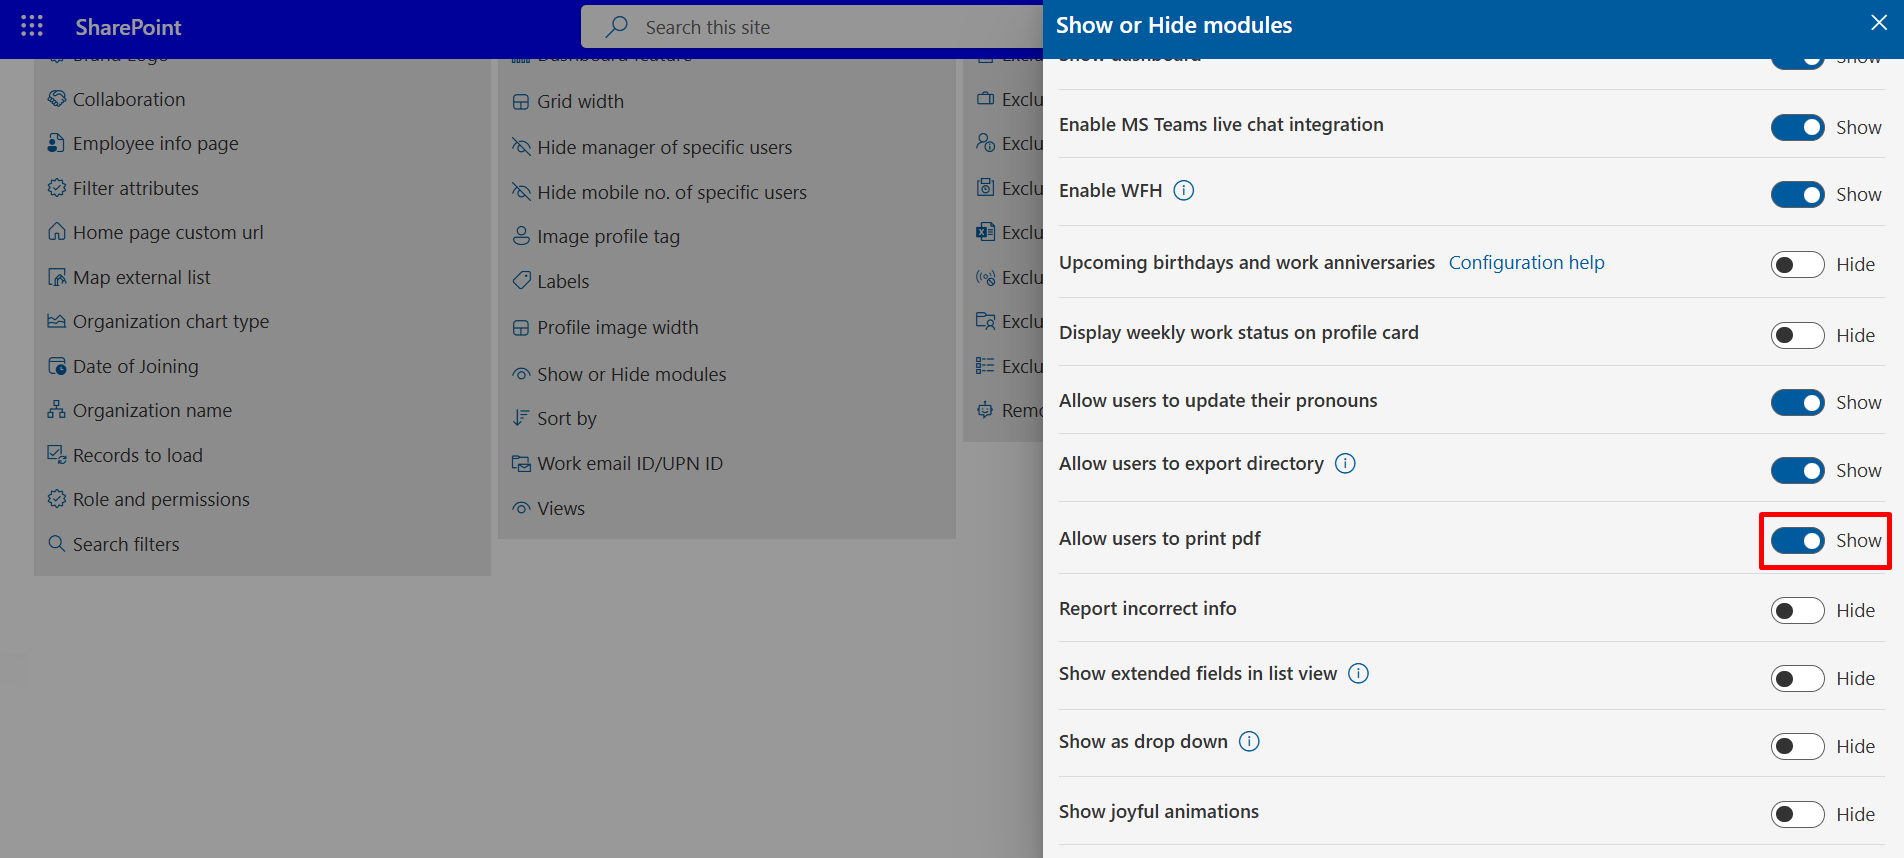 SharePoint
Search this site
Show or Hide modules
Brand Logo
Collaboration
Employee info page
Filter attributes
Home page custom url
Map external list
Organization chart type
Date of Joining
Organization name
Records to load
Role and permissions
Search filters
Dashboard feature
Grid width
Hide manager of specific users
Hide mobile no. of specific users
Image profile tag
Labels
Profile image width
Show or Hide modules
Sort by
Work email ID/UPN ID
Views
Exclu
Exclu
Exclu
Exclu
Exclu
Exclu
Exclu
Exclu
Remo
Show dashboard Show
Enable MS Teams live chat integration Show
Enable WFH Show
Upcoming birthdays and work anniversaries Configuration help Hide
Display weekly work status on profile card Hide
Allow users to update their pronouns Show
Allow users to export directory Show
Allow users to print pdf Show
Report incorrect info Hide
Show extended fields in list view Hide
Show as drop down Hide
Show joyful animations Hide